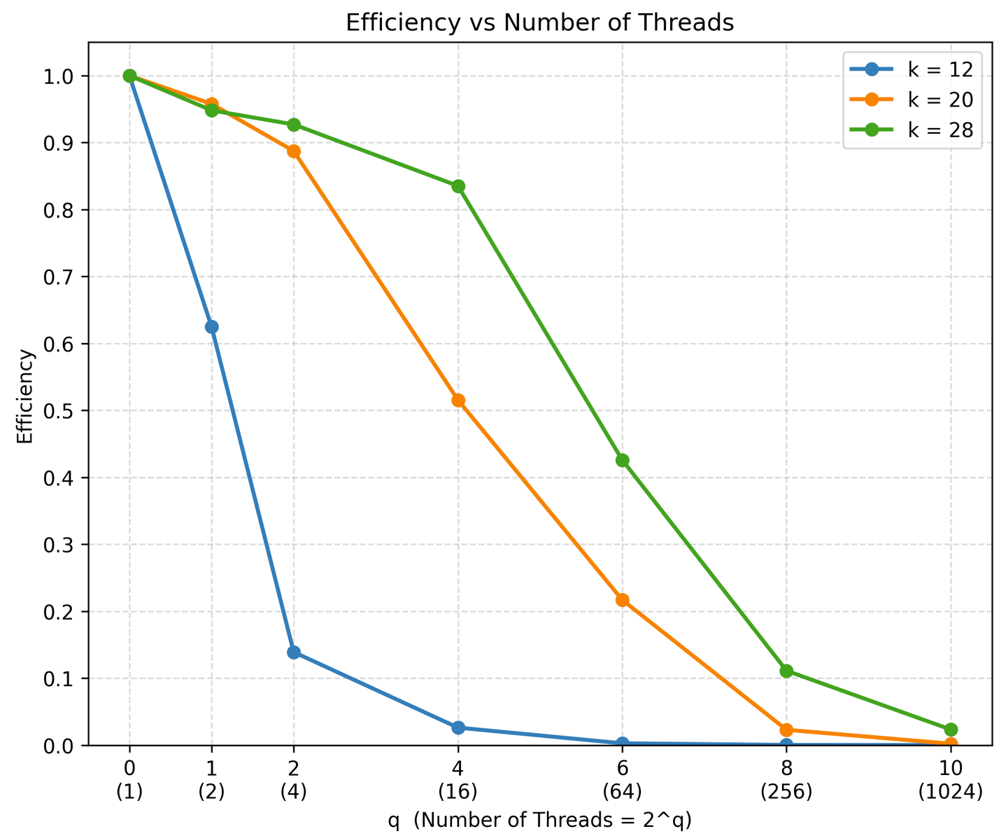 Efficiency vs Number of Threads
k = 12
k = 20
k = 28
Efficiency
1.0
0.9
0.8
0.7
0.6
0.5
0.4
0.3
0.2
0.1
0.0
0 1 2 4 6 8 10
(1) (2) (4) (16) (64) (256) (1024)
q (Number of Threads = 2^q)